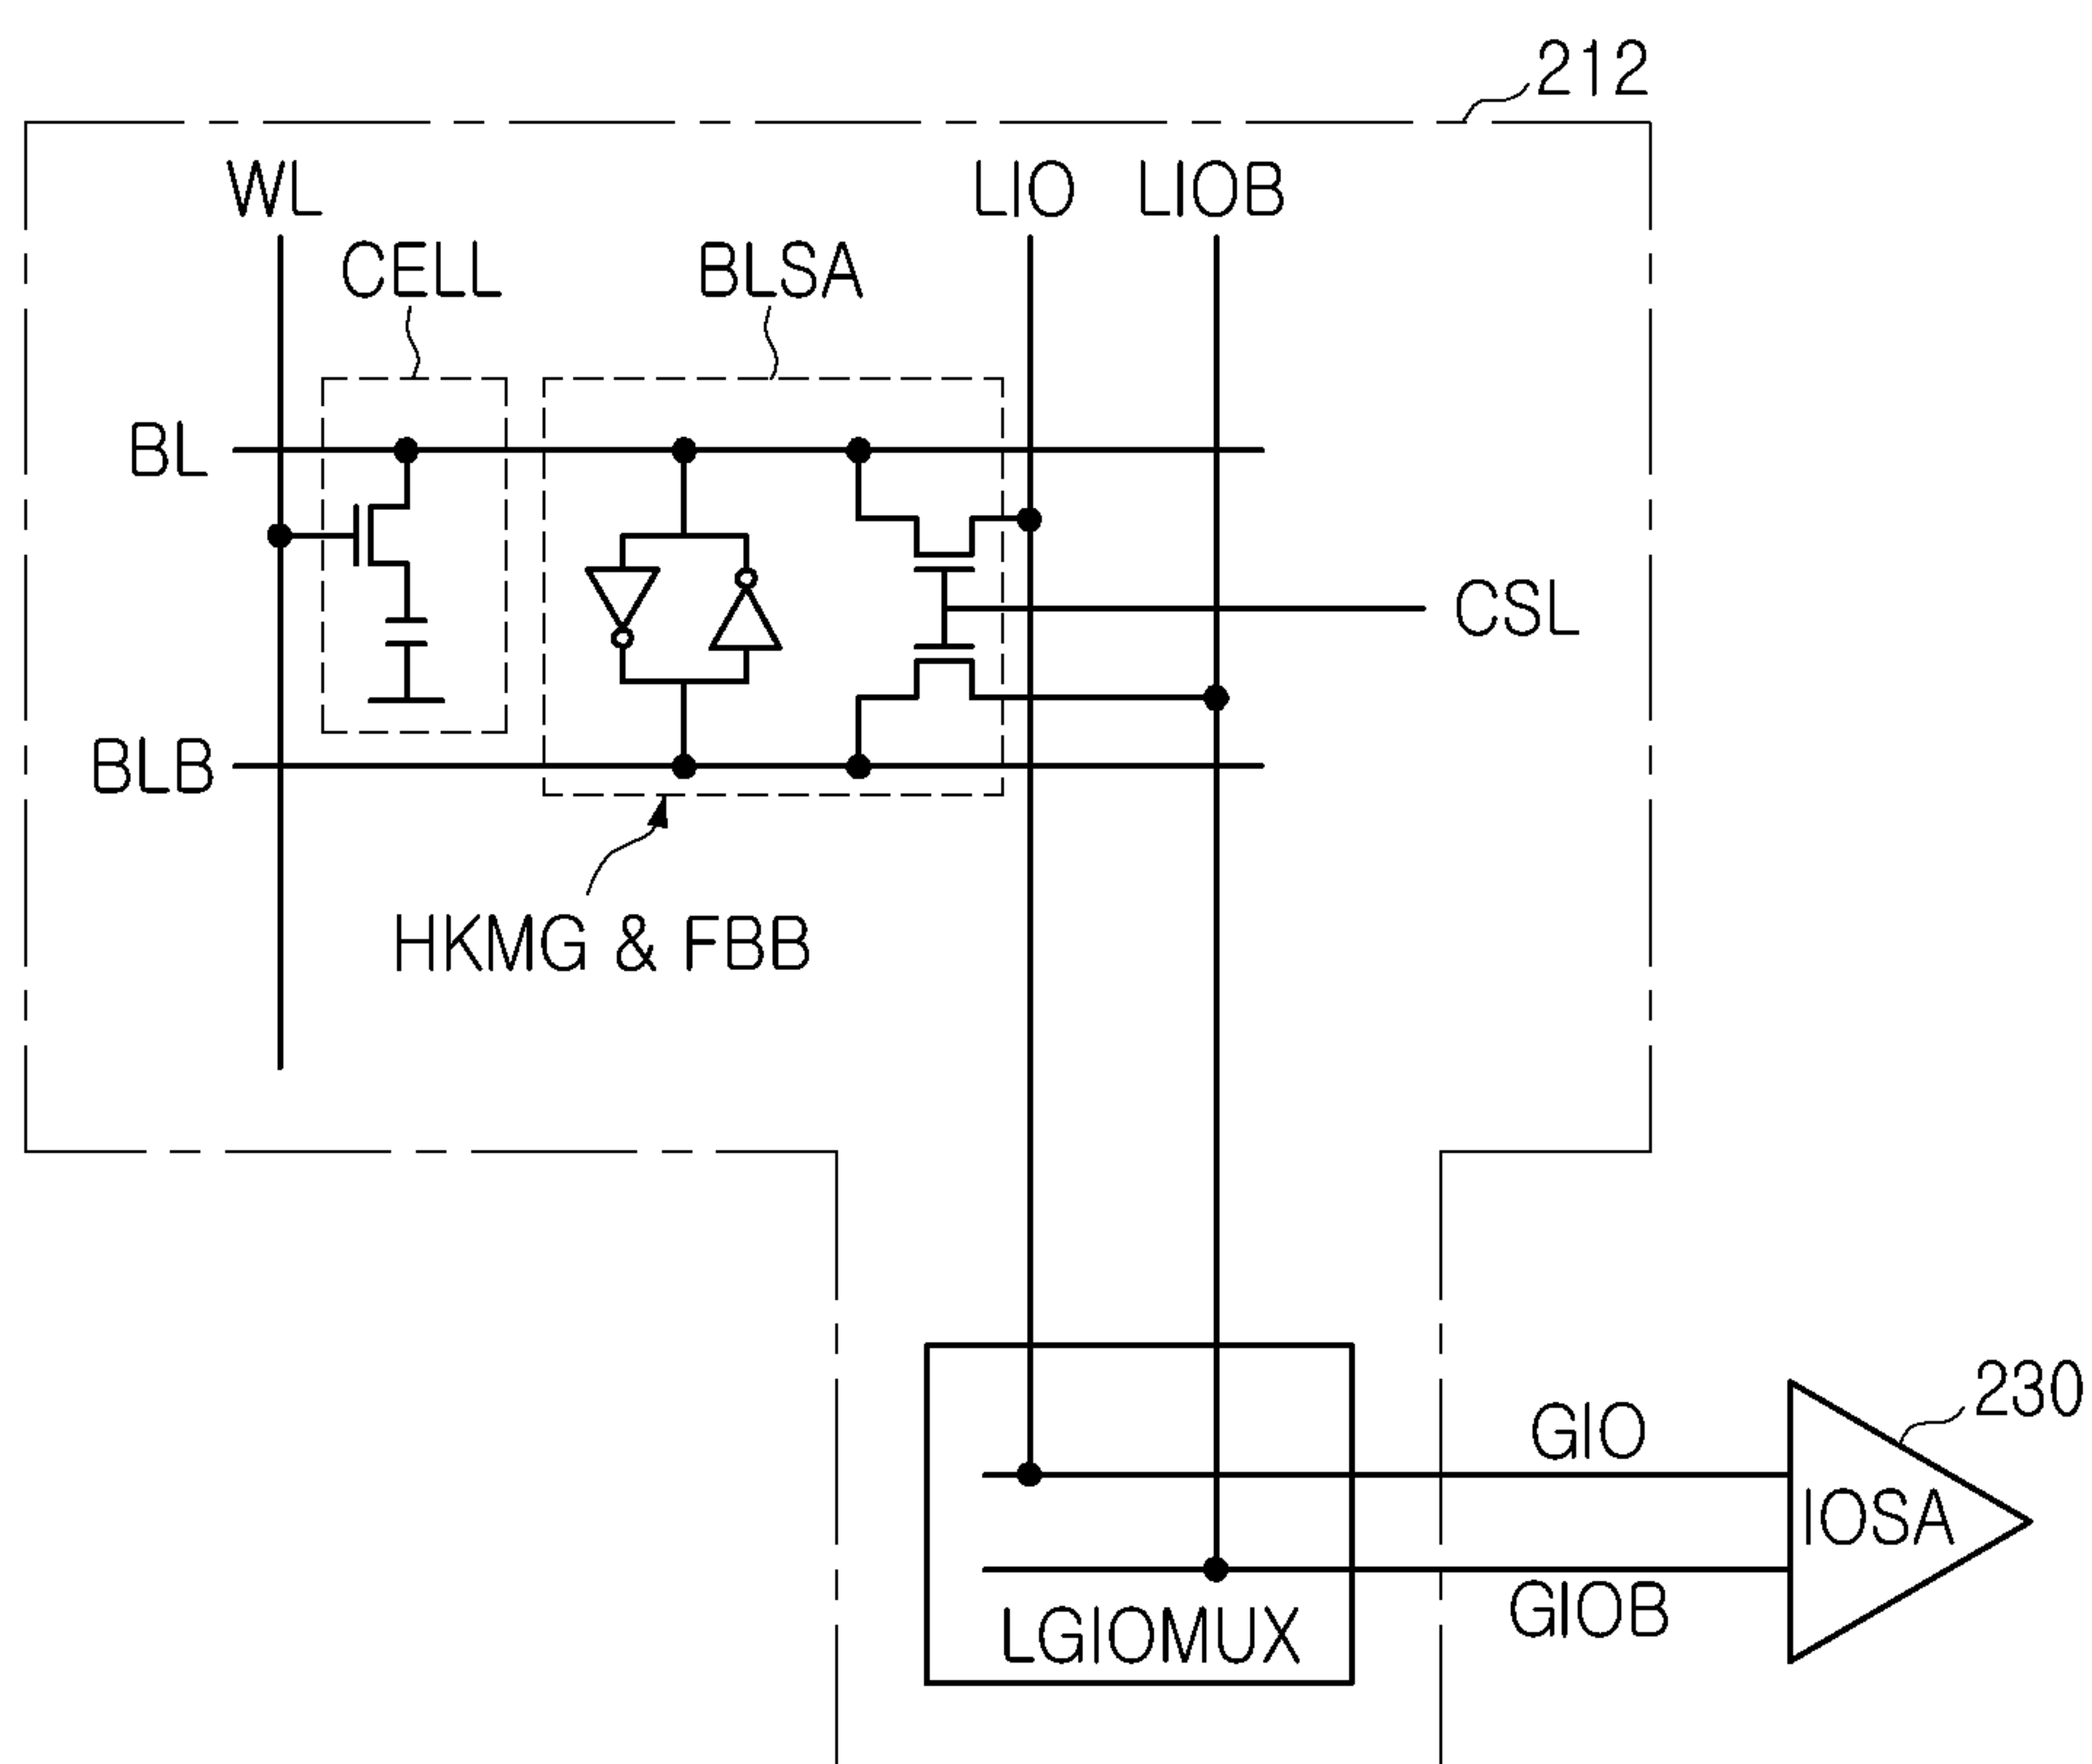 212
WL
LIO
LIOB
CELL
BLSA
BL
CSL
BLB
HKMG & FBB
230
GIO
IOSA
GIOB
LGIOMUX